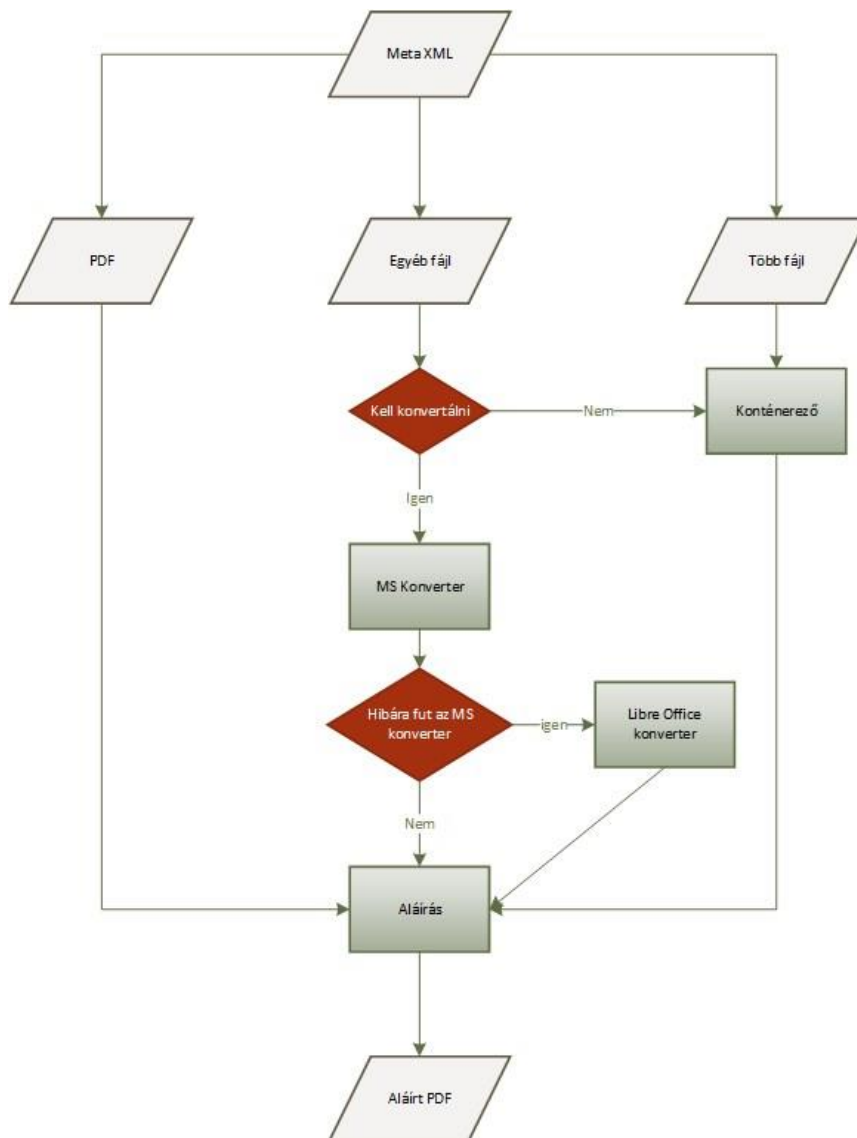 Meta XML
PDF
Egyéb fájl
Több fájl
Kell konvertálni
Nem
Konténerező
Igen
MS Konverter
Hibára fut az MS
konverter
igen
Libre Office
konverter
Nem
Aláírás
Aláírt PDF